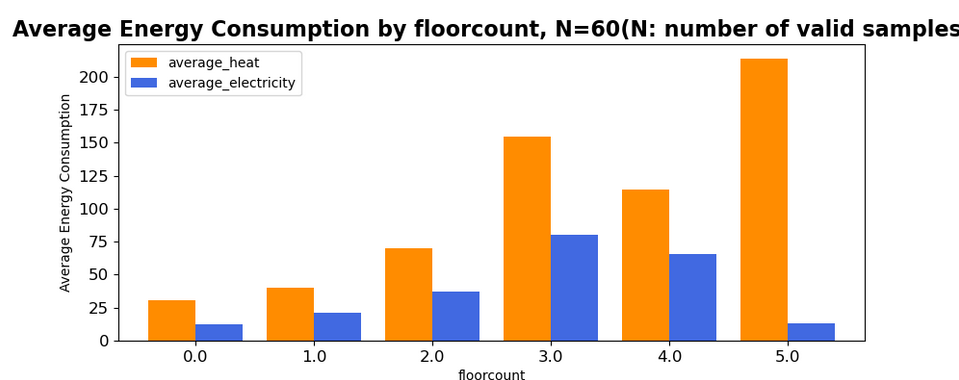 Average Energy Consumption by floorcount, N=60(N: number of valid samples
average_heat
average_electricity
Average Energy Consumption
200
175
150
125
100
75
50
25
0
0.0 1.0 2.0 3.0 4.0 5.0
floorcount